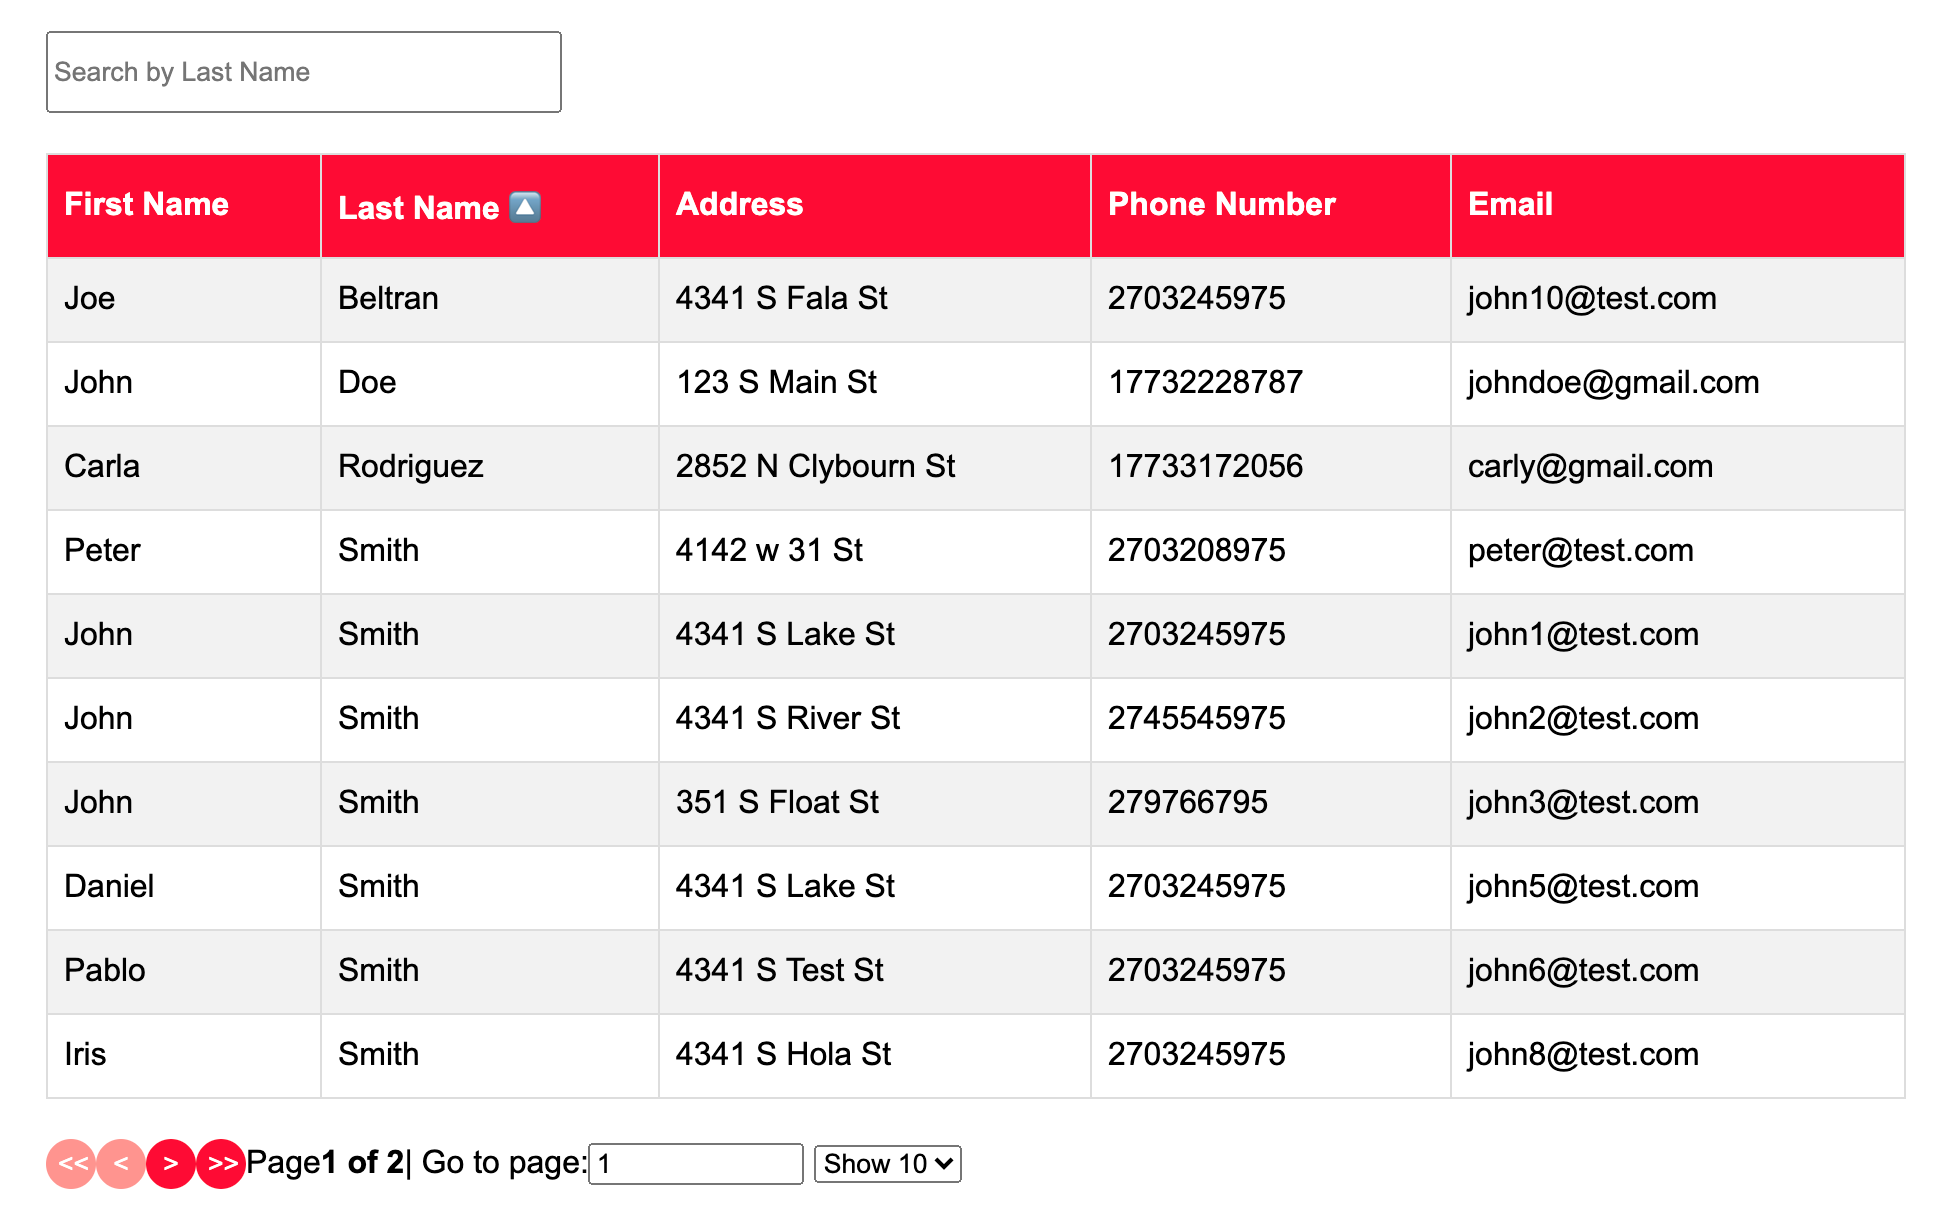 Search by Last Name
First Name Last Name 🔼 Address Phone Number Email
Joe Beltran 4341 S Fala St 2703245975 john10@test.com
John Doe 123 S Main St 17732228787 johndoe@gmail.com
Carla Rodriguez 2852 N Clybourn St 17733172056 carly@gmail.com
Peter Smith 4142 w 31 St 2703208975 peter@test.com
John Smith 4341 S Lake St 2703245975 john1@test.com
John Smith 4341 S River St 2745545975 john2@test.com
John Smith 351 S Float St 279766795 john3@test.com
Daniel Smith 4341 S Lake St 2703245975 john5@test.com
Pablo Smith 4341 S Test St 2703245975 john6@test.com
Iris Smith 4341 S Hola St 2703245975 john8@test.com
<< < > >> Page1 of 2| Go to page: 1 Show 10